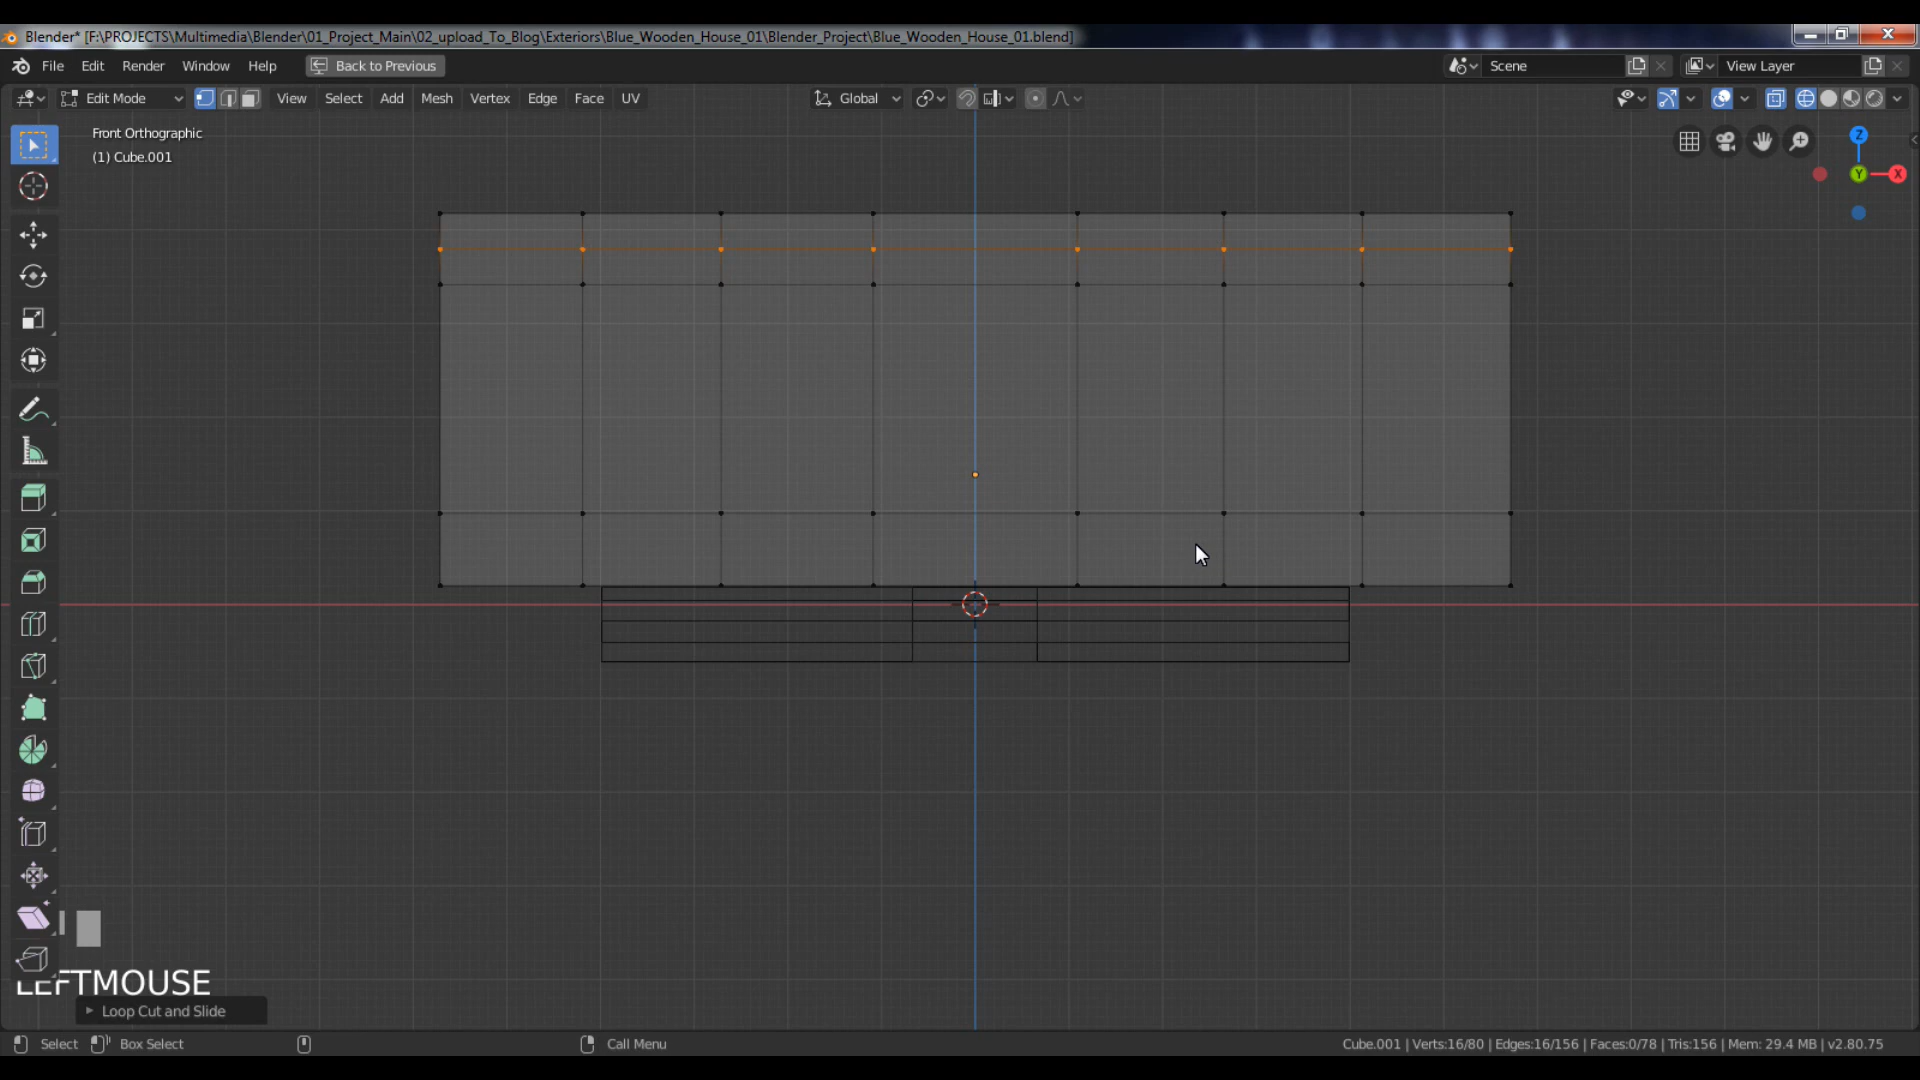 Blender* [F:\PROJECTS\Multimedia\Blender\01_Project_Main\02_upload_To_Blog\Exteriors\Blue_Wooden_House_01\Blender_Project\Blue_Wooden_House_01.blend]
File Edit Render Window Help Back to Previous Scene View Layer
Edit Mode View Select Add Mesh Vertex Edge Face UV Global
Front Orthographic
(1) Cube.001
Z
Y X
LEFTMOUSE
Loop Cut and Slide
Select Box Select Call Menu Cube.001 | Verts:16/80 | Edges:16/156 | Faces:0/78 | Tris:156 | Mem: 29.4 MB | v2.80.75